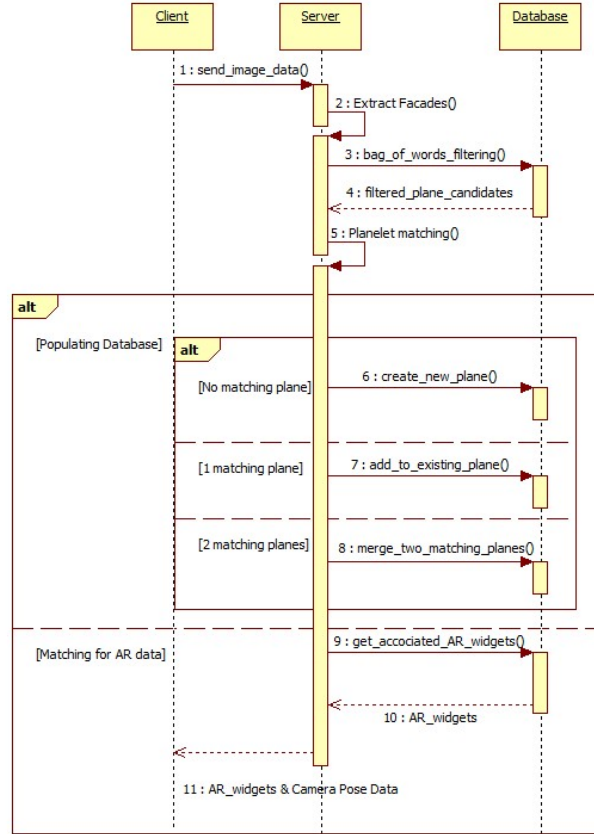 Client
Server
Database
1 : send_image_data()
2 : Extract Facades()
3 : bag_of_words_filtering()
4 : filtered_plane_candidates
5 : Planelet matching()
alt
[Populating Database]
alt
[No matching plane]
6 : create_new_plane()
[1 matching plane]
7 : add_to_existing_plane()
[2 matching planes]
8 : merge_two_matching_planes()
[Matching for AR data]
9 : get_accociated_AR_widgets()
10 : AR_widgets
11 : AR_widgets & Camera Pose Data